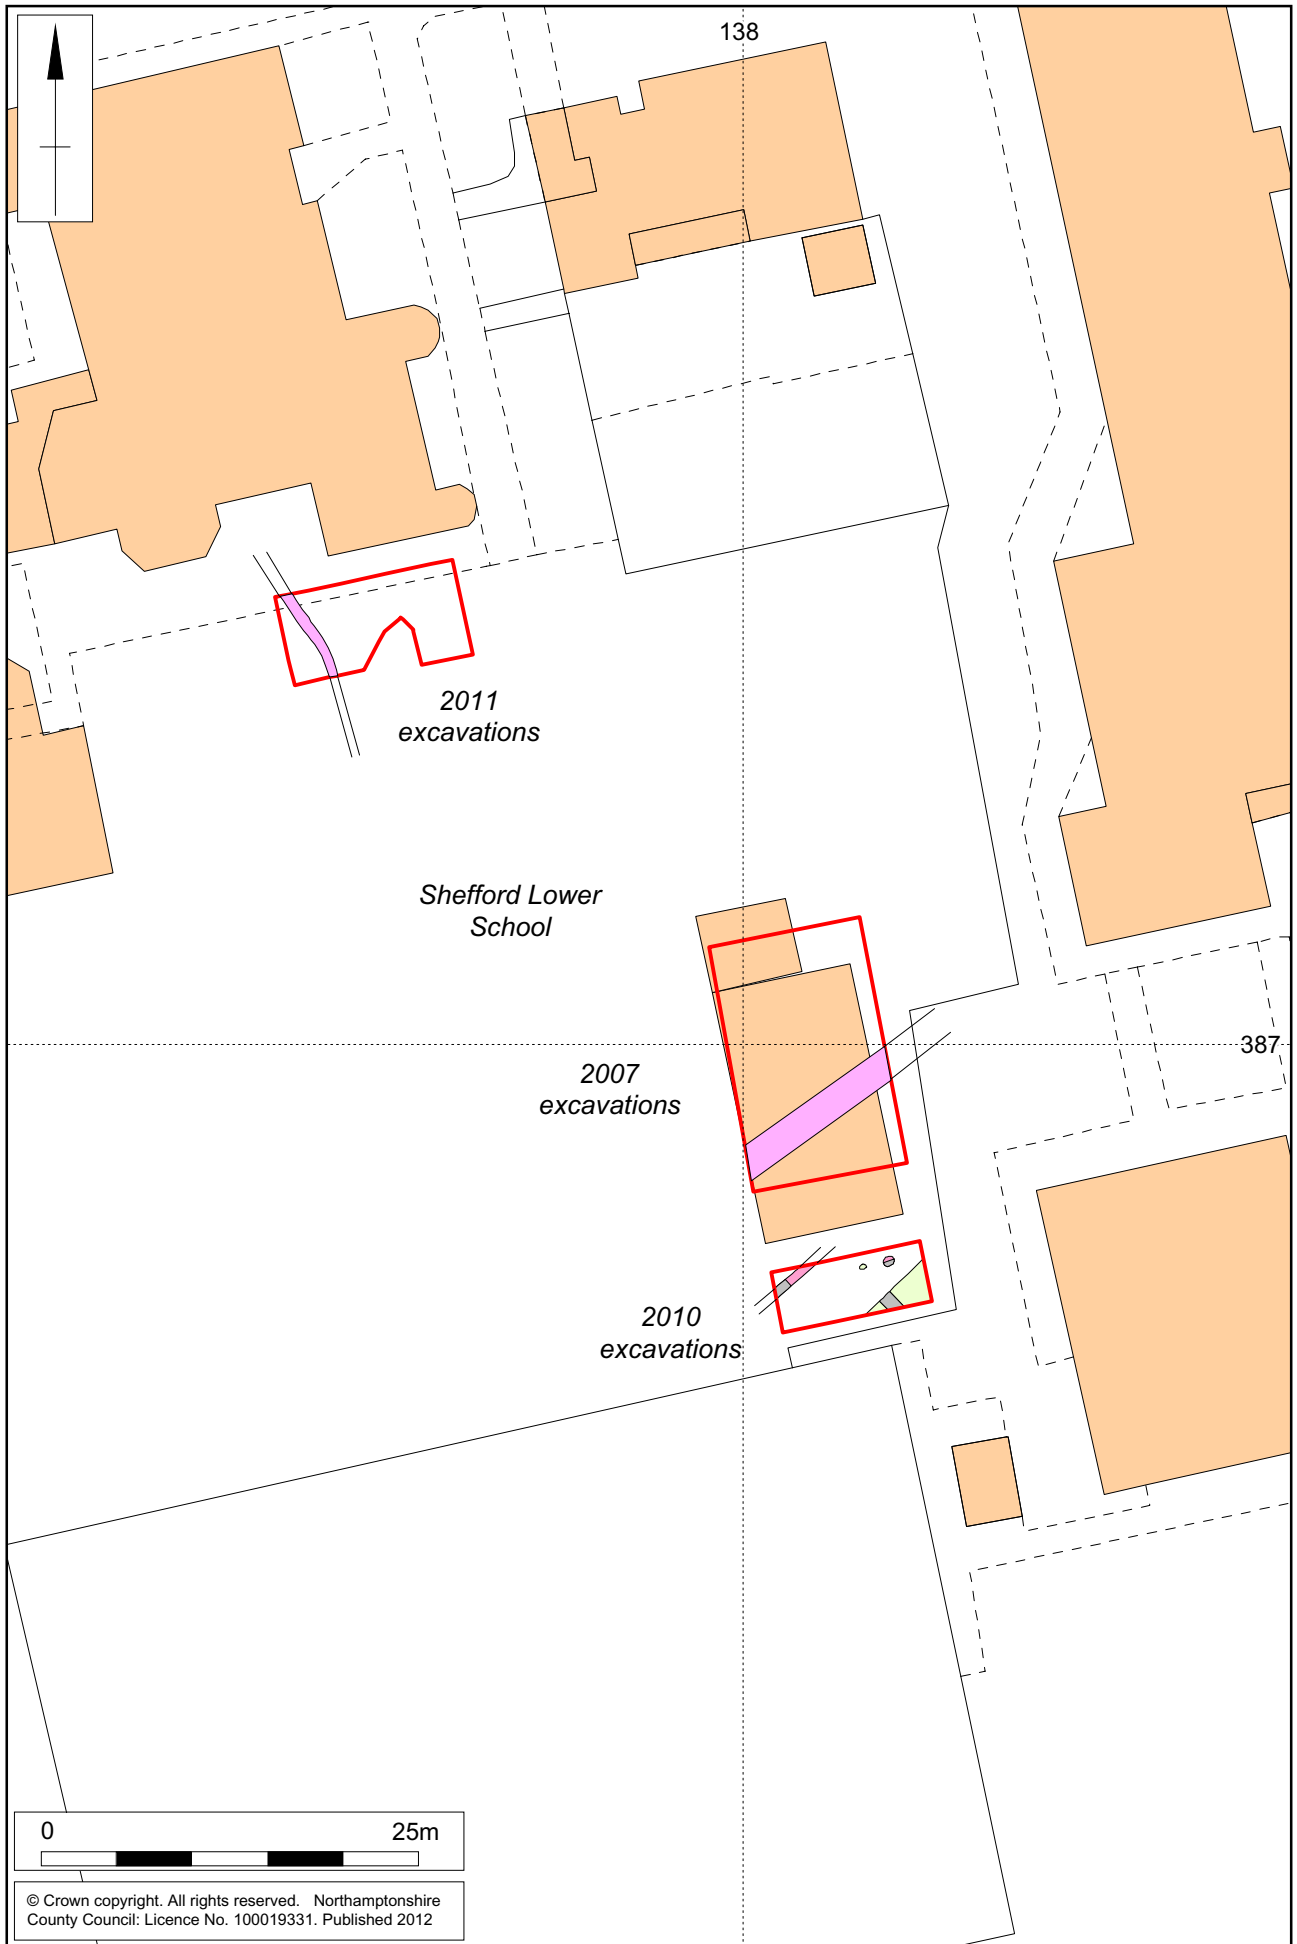 138
2011
excavations
Shefford Lower
School
387
2007
excavations
2010
excavations
0 25m
© Crown copyright. All rights reserved. Northamptonshire
County Council: Licence No. 100019331. Published 2012